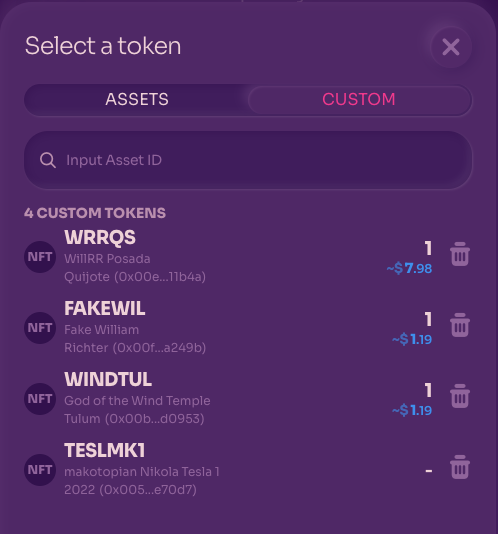 Select a token
ASSETS
CUSTOM
Input Asset ID
4 CUSTOM TOKENS
NFT
WRRQS
WillRR Posada
Quijote (0x00e...11b4a)
1
~$7.98
NFT
FAKEWIL
Fake William
Richter (0x00f...a249b)
1
~$1.19
NFT
WINDTUL
God of the Wind Temple
Tulum (0x00b...d0953)
1
~$1.19
NFT
TESLMK1
makotopian Nikola Tesla 1
2022 (0x005...e70d7)
-